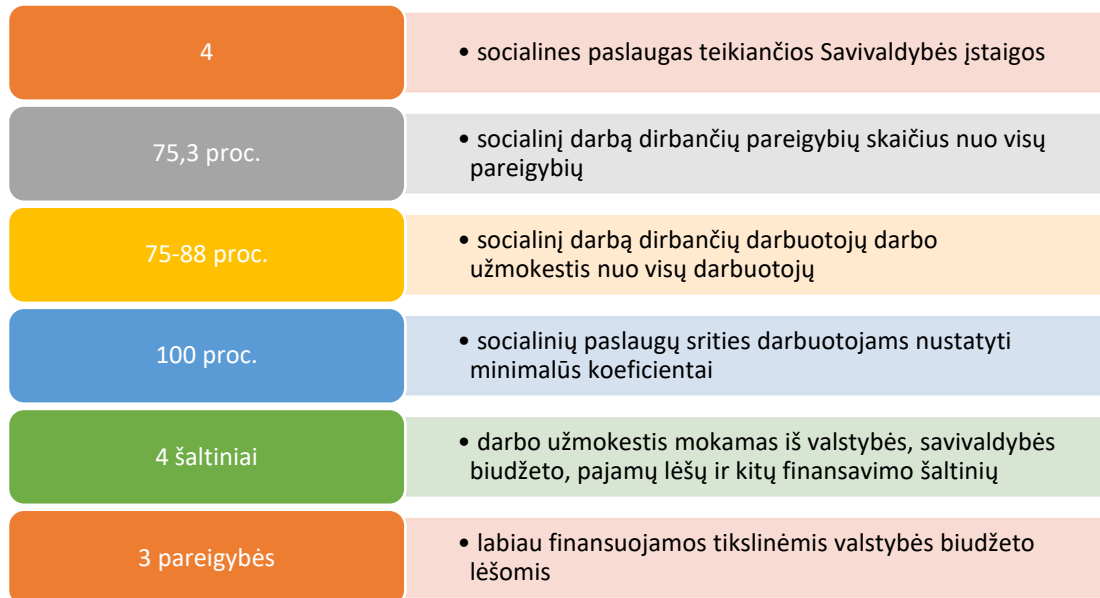 4
• socialines paslaugas teikiančios Savivaldybės įstaigos
75,3 proc.
• socialinį darbą dirbančių pareigybių skaičius nuo visų
pareigybių
75-88 proc.
• socialinį darbą dirbančių darbuotojų darbo
užmokestis nuo visų darbuotojų
100 proc.
• socialinių paslaugų srities darbuotojams nustatyti
minimalūs koeficientai
4 šaltiniai
• darbo užmokestis mokamas iš valstybės, savivaldybės
biudžeto, pajamų lėšų ir kitų finansavimo šaltinių
3 pareigybės
• labiau finansuojamos tikslinėmis valstybės biudžeto
lėšomis